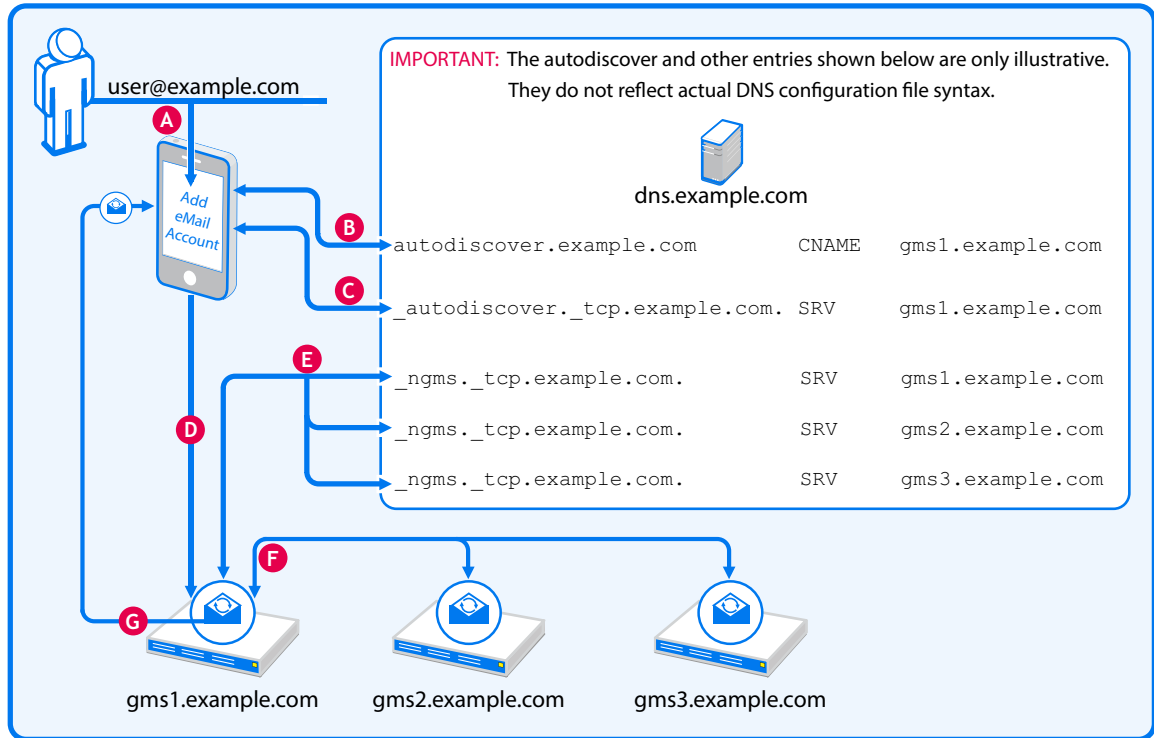 IMPORTANT: The autodiscover and other entries shown below are only illustrative.
They do not reflect actual DNS configuration file syntax.
user@example.com
A
Add
eMail
Account
dns.example.com
B
autodiscover.example.com CNAME gms1.example.com
C
_autodiscover._tcp.example.com. SRV gms1.example.com
E
_ngms._tcp.example.com. SRV gms1.example.com
D
_ngms._tcp.example.com. SRV gms2.example.com
_ngms._tcp.example.com. SRV gms3.example.com
F
G
gms1.example.com
gms2.example.com
gms3.example.com